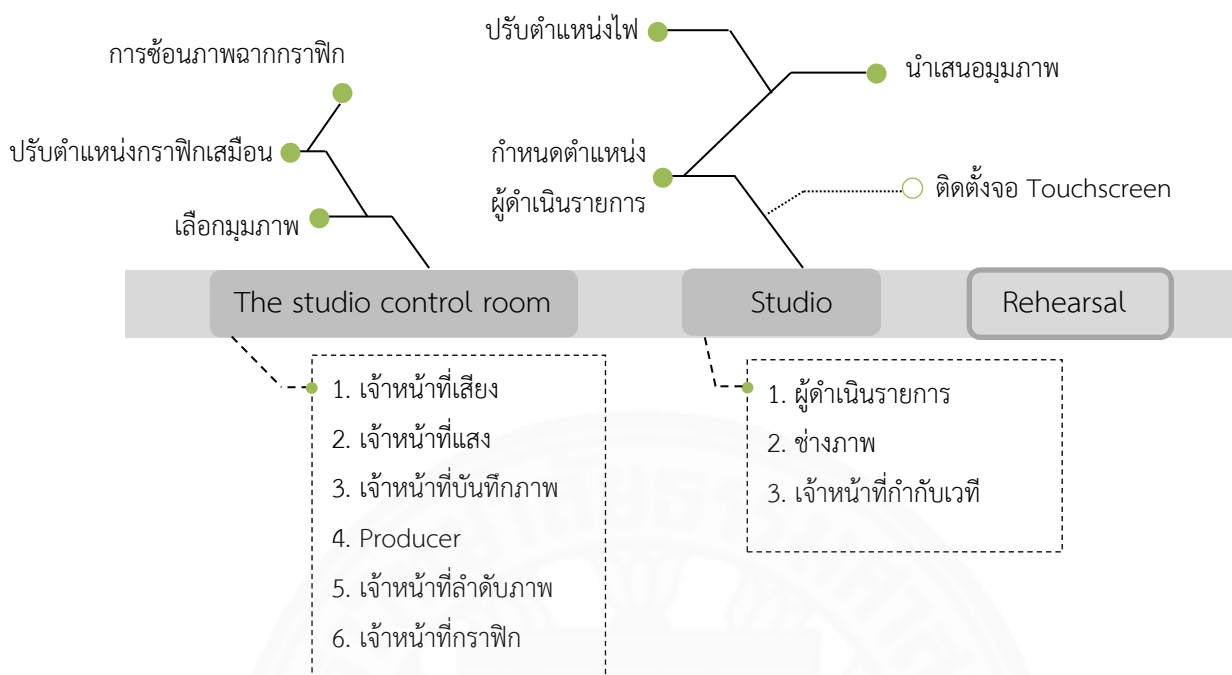 ปรับตำแหน่งไฟ
การซ้อนภาพฉากกราฟิก
นำเสนอมุมภาพ
ปรับตำแหน่งกราฟิกเสมือน
กำหนดตำแหน่ง
ผู้ดำเนินรายการ
ติดตั้งจอ Touchscreen
เลือกมุมภาพ
The studio control room
Studio
Rehearsal
1. เจ้าหน้าที่เสียง
2. เจ้าหน้าที่แสง
3. เจ้าหน้าที่บันทึกภาพ
4. Producer
5. เจ้าหน้าที่ลำดับภาพ
6. เจ้าหน้าที่กราฟิก
1. ผู้ดำเนินรายการ
2. ช่างภาพ
3. เจ้าหน้าที่กำกับเวที